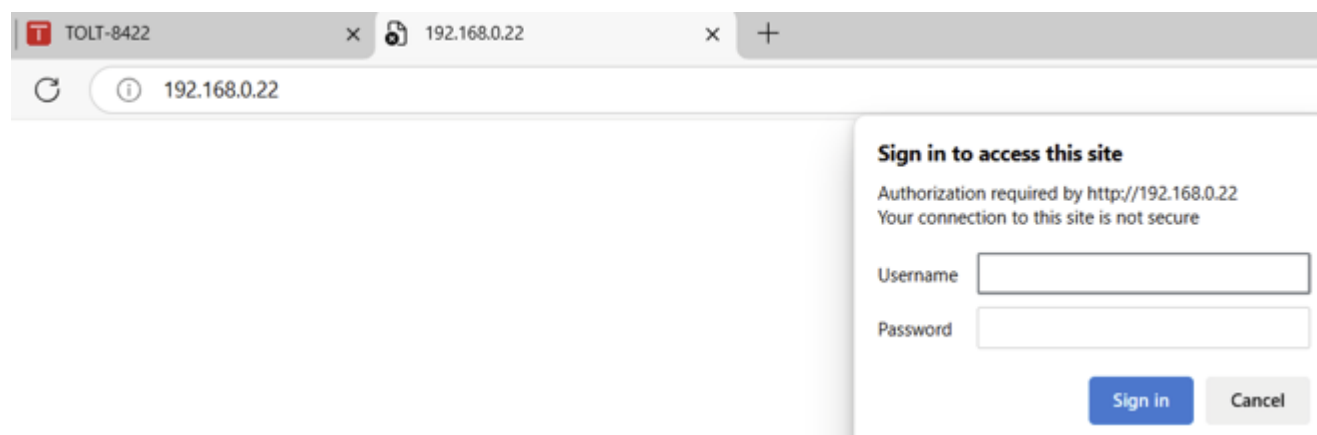 T TOLT-8422
192.168.0.22
192.168.0.22
Sign in to access this site
Authorization required by http://192.168.0.22
Your connection to this site is not secure
Username
Password
Sign in Cancel